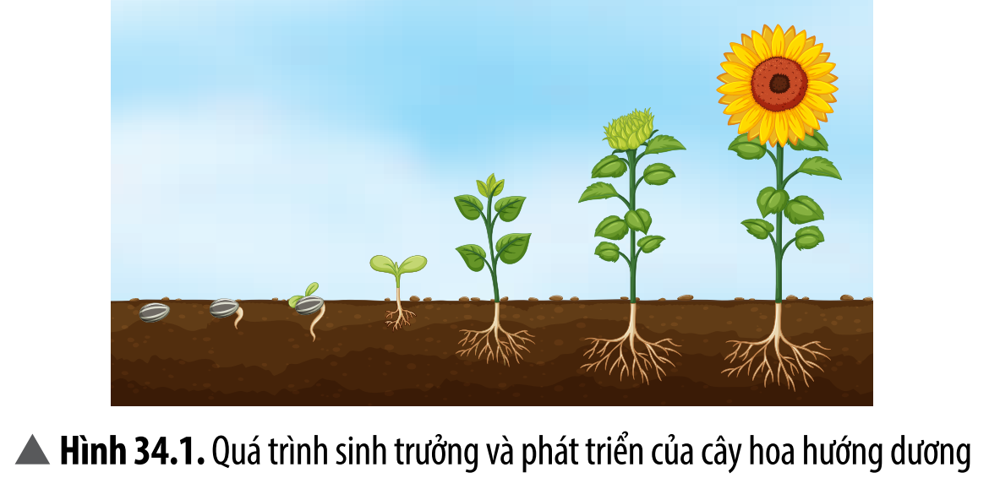 ▲ Hình 34.1. Quá trình sinh trưởng và phát triển của cây hoa hướng dương